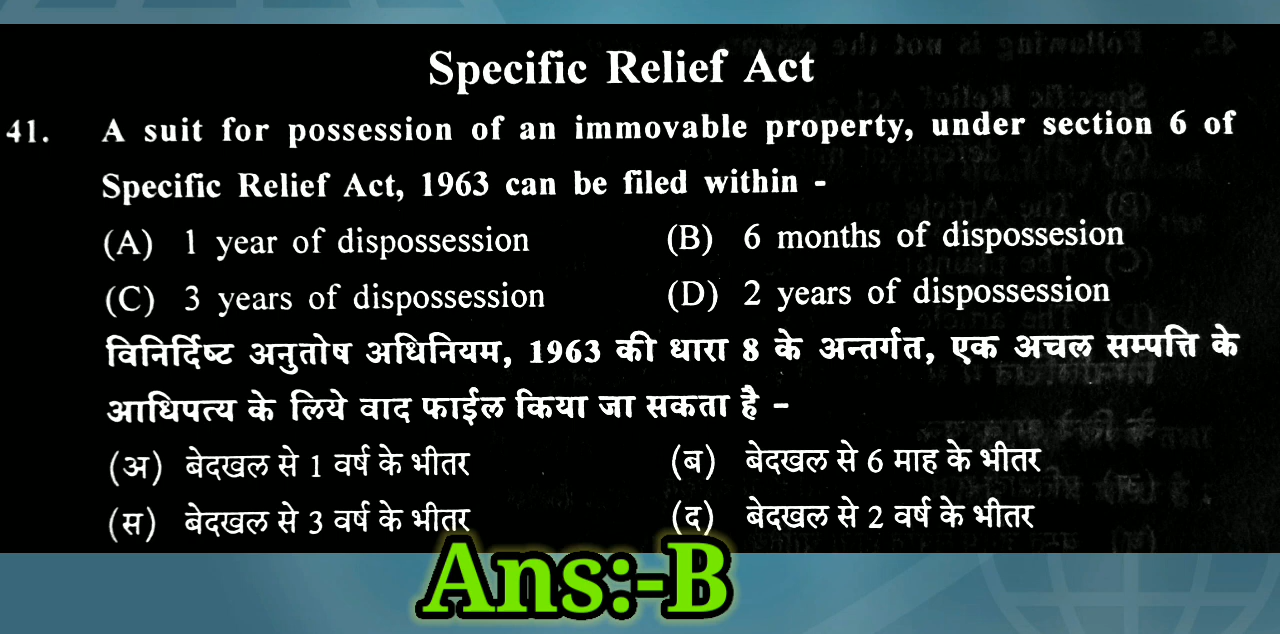 Specific Relief Act
41. A suit for possession of an immovable property, under section 6 of
Specific Relief Act, 1963 can be filed within -
(A) 1 year of dispossession (B) 6 months of dispossesion
(C) 3 years of dispossession (D) 2 years of dispossession
विनिर्दिष्ट अनुतोष अधिनियम, 1963 की धारा 8 के अन्तर्गत, एक अचल सम्पत्ति के
आधिपत्य के लिये वाद फाईल किया जा सकता है -
(अ) बेदखल से 1 वर्ष के भीतर (ब) बेदखल से 6 माह के भीतर
(स) बेदखल से 3 वर्ष के भीतर (द) बेदखल से 2 वर्ष के भीतर
Ans:-B